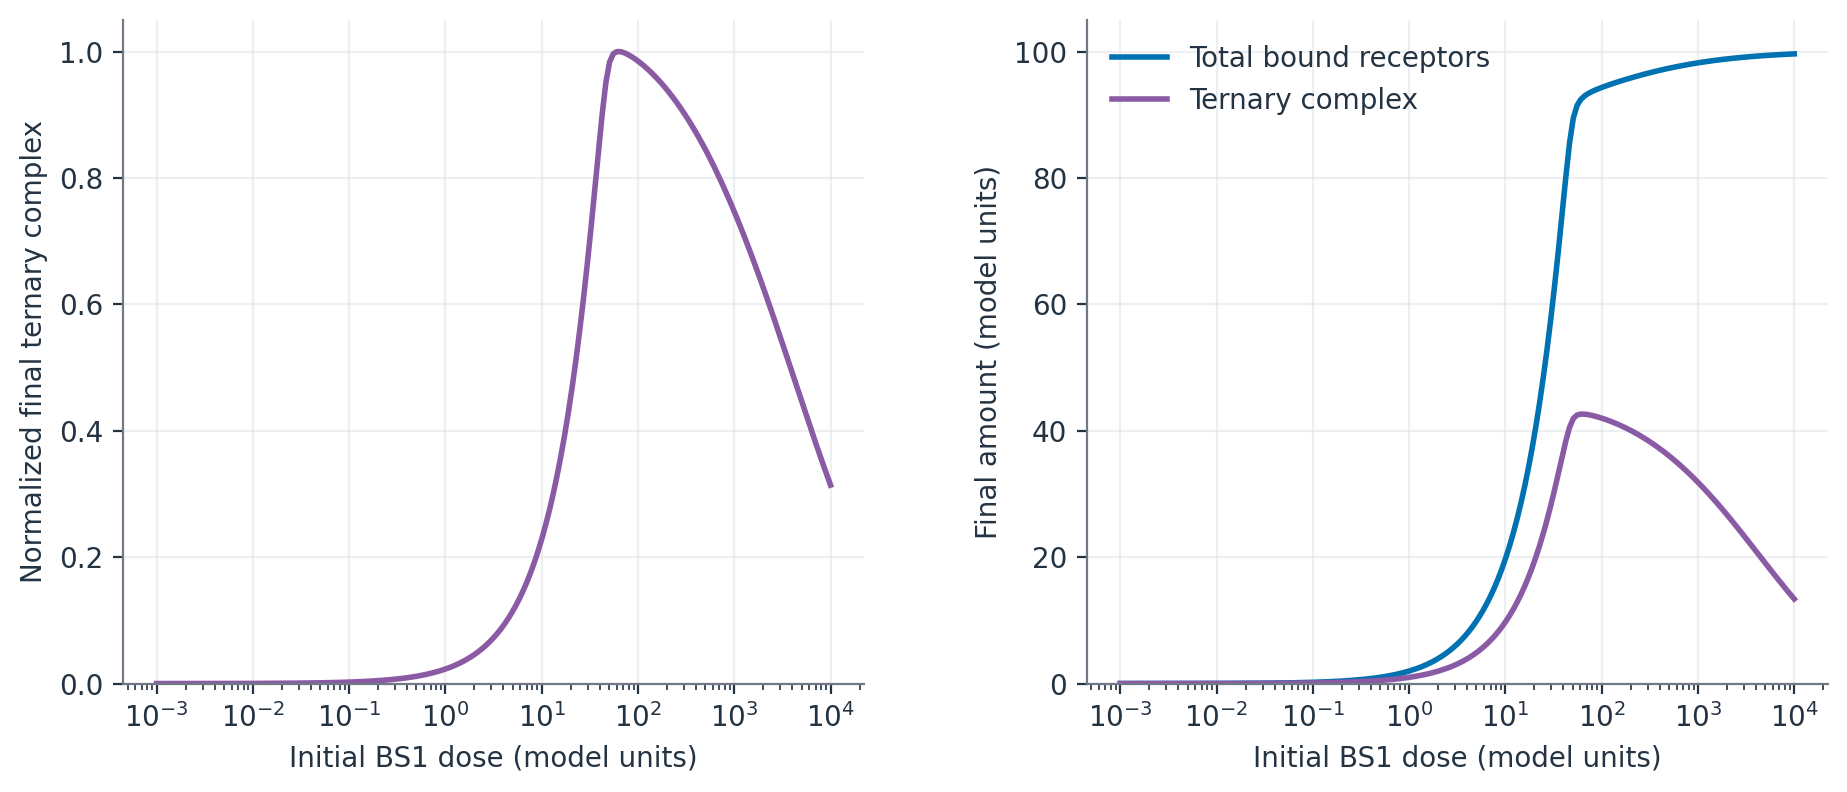 Normalized final ternary complex
1.0
0.8
0.6
0.4
0.2
0.0
10⁻³ 10⁻² 10⁻¹ 10⁰ 10¹ 10² 10³ 10⁴
Initial BS1 dose (model units)
Final amount (model units)
100
80
60
40
20
0
Total bound receptors
Ternary complex
10⁻³ 10⁻² 10⁻¹ 10⁰ 10¹ 10² 10³ 10⁴
Initial BS1 dose (model units)